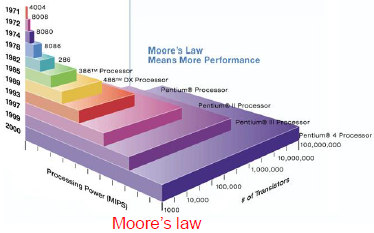 1971 4004
1972 8008
1974 8080
1978 8086
1982 286
1985 386™ Processor
1989 486™ DX Processor
1993 Pentium® Processor
1997 Pentium® II Processor
1999 Pentium® III Processor
2000 Pentium® 4 Processor
Moore's Law
Means More Performance
100,000,000
10,000,000
1,000,000
100,000
10,000
1000
Processing Power (MIPS)
# of Transistors
Moore's law